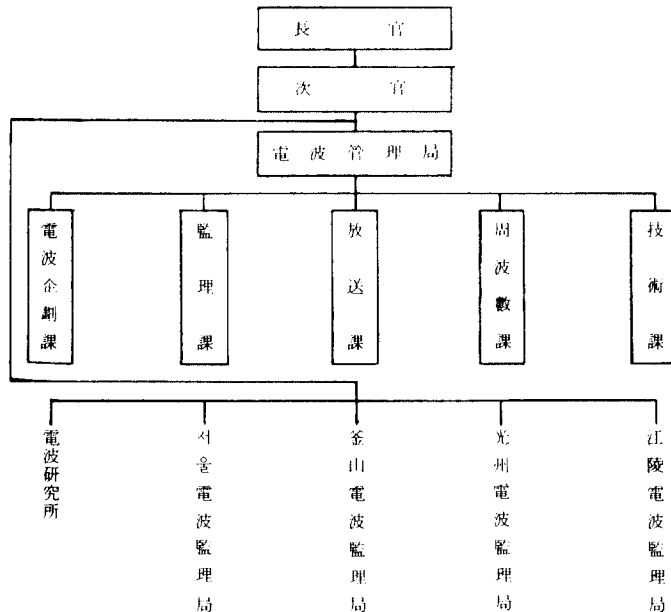 長官
次官
電波管理局
電波企劃課
監理課
放送課
周波數課
技術課
電波研究所
서울電波監理局
釜山電波監理局
光州電波監理局
江陵電波監理局